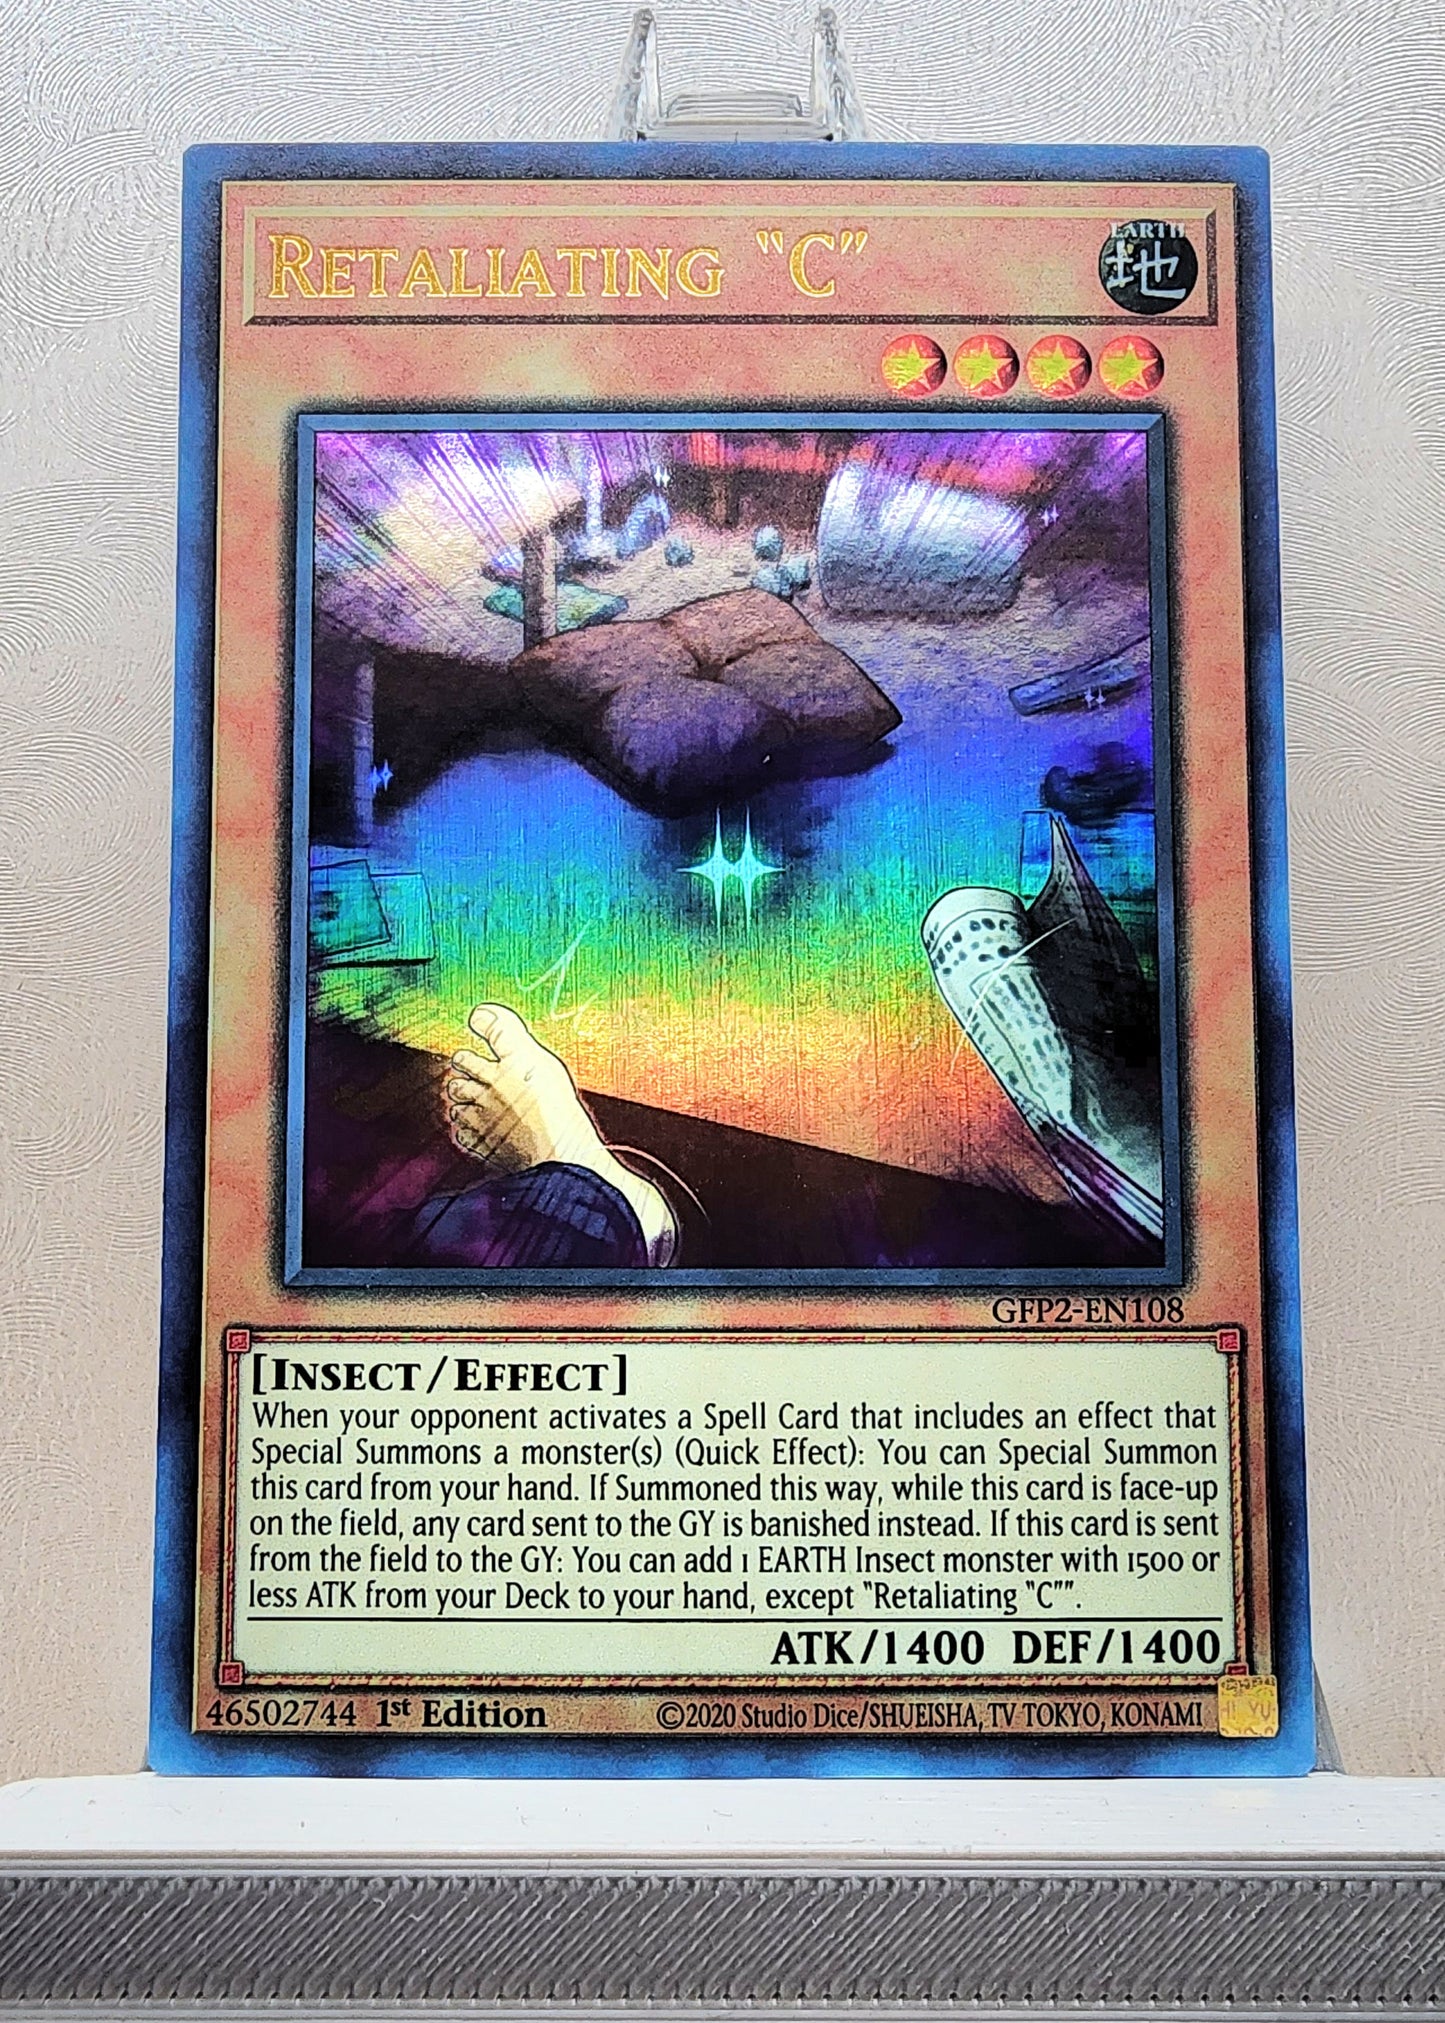 RETALIATING "C"
EARTH
地
GFP2-EN108
[INSECT/EFFECT]
When your opponent activates a Spell Card that includes an effect that
Special Summons a monster(s) (Quick Effect): You can Special Summon
this card from your hand. If Summoned this way, while this card is face-up
on the field, any card sent to the GY is banished instead. If this card is sent
from the field to the GY: You can add 1 EARTH Insect monster with 1500 or
less ATK from your Deck to your hand, except "Retaliating "C"".
ATK/1400 DEF/1400
46502744 1st Edition ©2020 Studio Dice/SHUEISHA, TV TOKYO, KONAMI